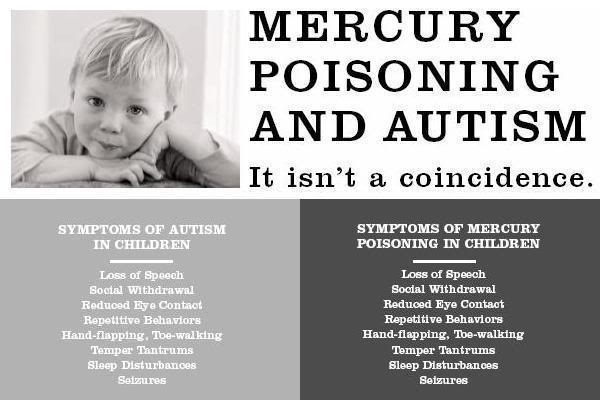 MERCURY
POISONING
AND AUTISM
It isn't a coincidence.
SYMPTOMS OF AUTISM
IN CHILDREN
Loss of Speech
Social Withdrawal
Reduced Eye Contact
Repetitive Behaviors
Hand-flapping, Toe-walking
Temper Tantrums
Sleep Disturbances
Seizures
SYMPTOMS OF MERCURY
POISONING IN CHILDREN
Loss of Speech
Social Withdrawal
Reduced Eye Contact
Repetitive Behaviors
Hand-flapping, Toe-walking
Temper Tantrums
Sleep Disturbances
Seizures